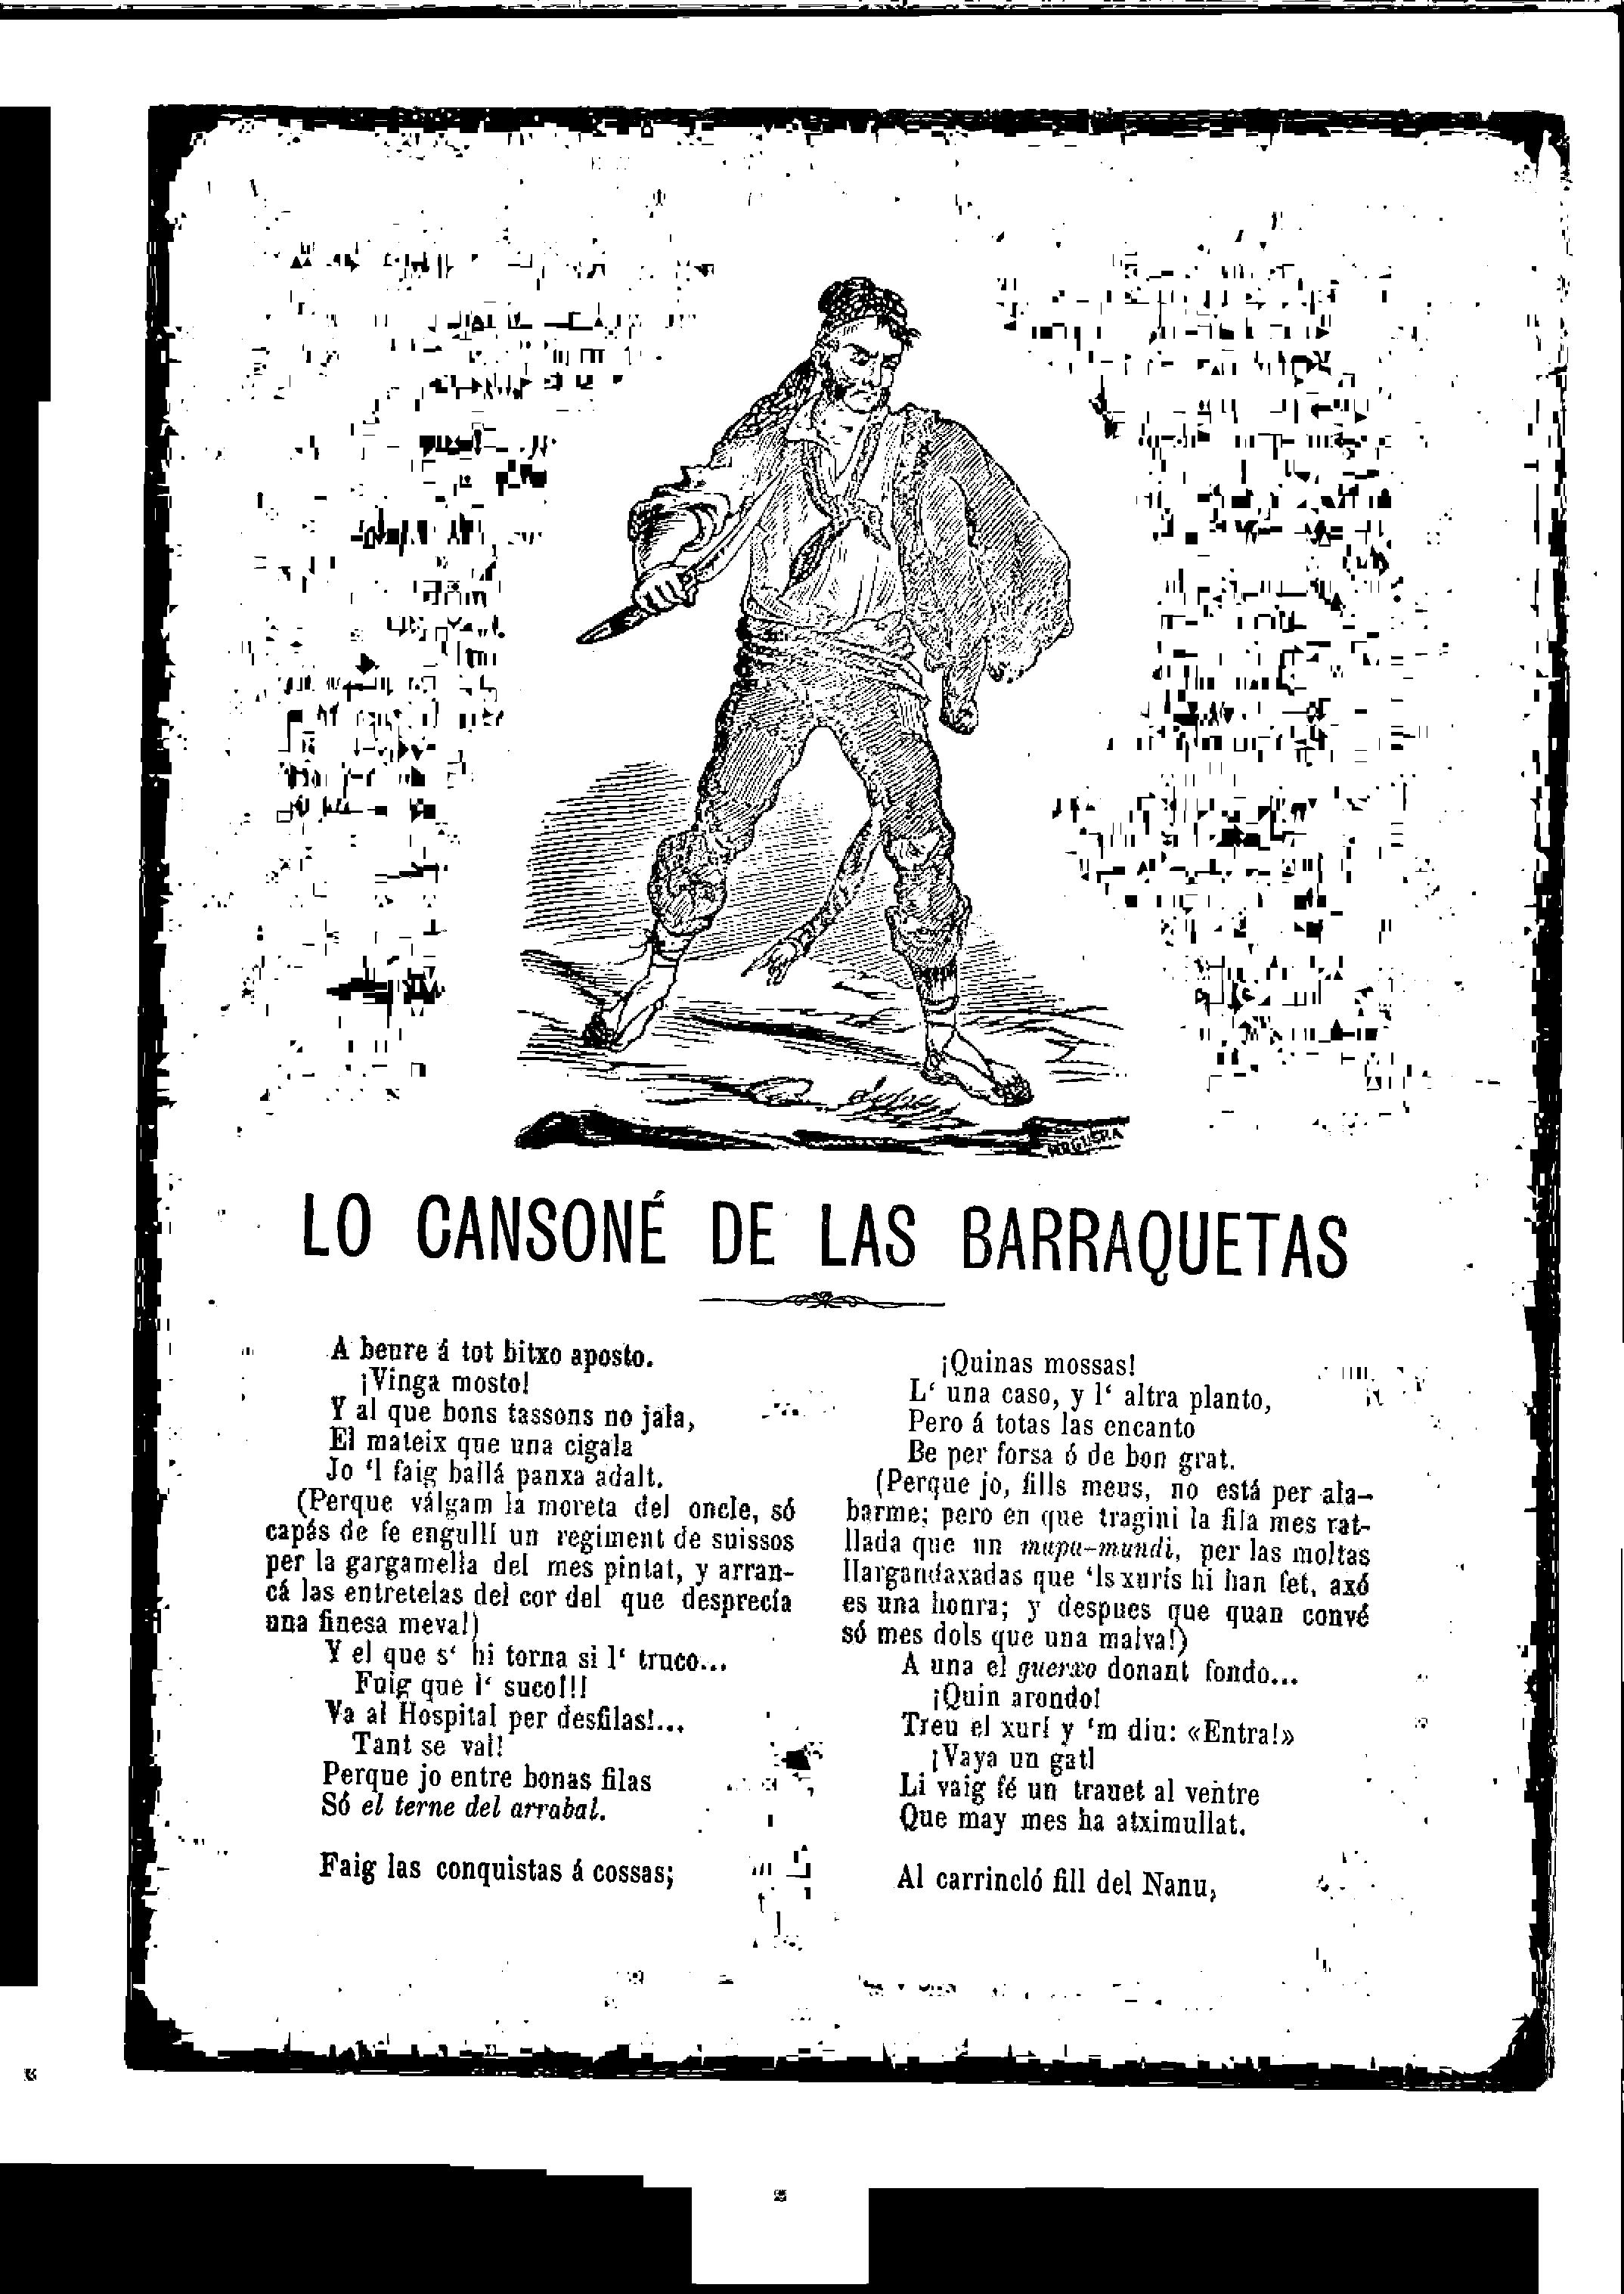 NOGUERA
LO CANSONÉ DE LAS BARRAQUETAS
A beure á tot bitxo aposto.
¡Vinga mosto!
Y al que bons tassons no jala,
El mateix que una cigala
Jo ‘l faig ballá panxa adalt.
(Perque válgam la moreta del oncle, só
capás de fe engullí un regiment de suissos
per la gargamella del mes pintat, y arran-
cá las entretelas del cor del que desprecía
una finesa meva!)
Y el que s‘ hi torna si l‘ truco...
Fuig que l‘ suco!!!
Va al Hospital per desfilas!...
Tant se val!
Perque jo entre bonas filas
Só el terne del arrabal.
Faig las conquistas á cossas;
¡Quinas mossas!
L‘ una caso, y l‘ altra planto,
Pero á totas las encanto
Be per forsa ó de bon grat.
(Perque jo, fills meus, no está per ala-
barme; pero en que tragini la fila mes rat-
llada que un mapa-mundi, per las moltas
llargandaxadas que ‘ls xurís hi han fet, axó
es una honra; y despues que quan convé
só mes dols que una malva!)
A una el guerxo donant fondo...
¡Quin arondo!
Treu el xurí y ‘m diu: «Entra!»
¡Vaya un gat!
Li vaig fé un trauet al ventre
Que may mes ha atximullat.
Al carrincló fill del Nanu,